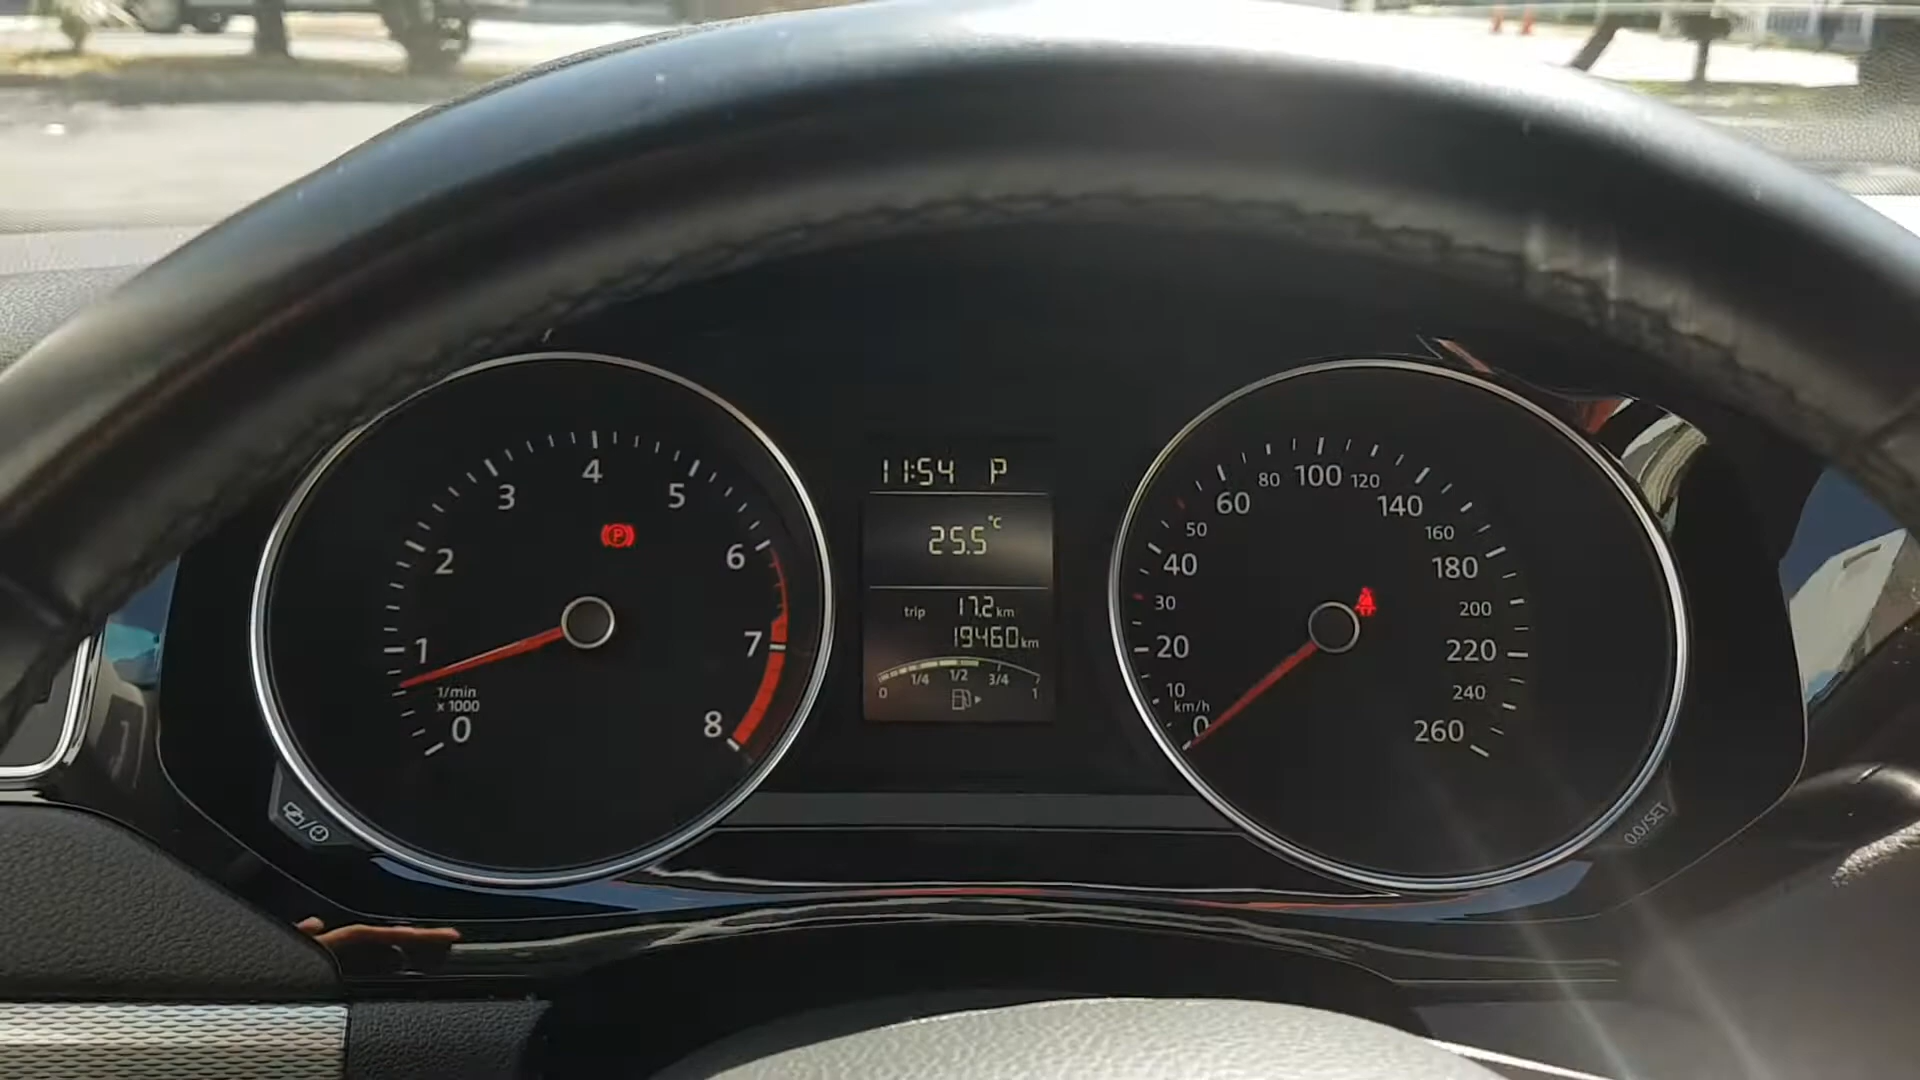 11:54 P
25.5°C
trip 17.2 km
19460 km
0 1/4 1/2 3/4 1
0 1 2 3 4 5 6 7 8
1/min
x 1000
(P)
0 10 20 30 40 50 60 80 100 120 140 160 180 200 220 240 260
km/h
0.0/SET